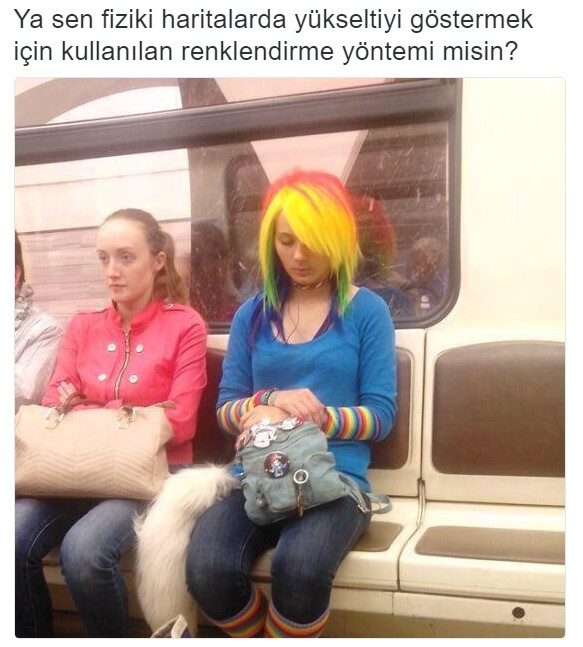 Ya sen fiziki haritalarda yükseltiyi göstermek
için kullanılan renklendirme yöntemi misin?